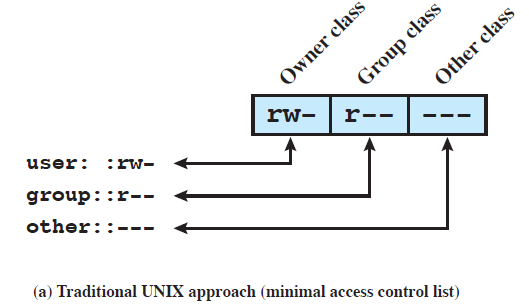 Owner class
Group class
Other class
rw- r-- ---
user: :rw-
group::r--
other::---
(a) Traditional UNIX approach (minimal access control list)